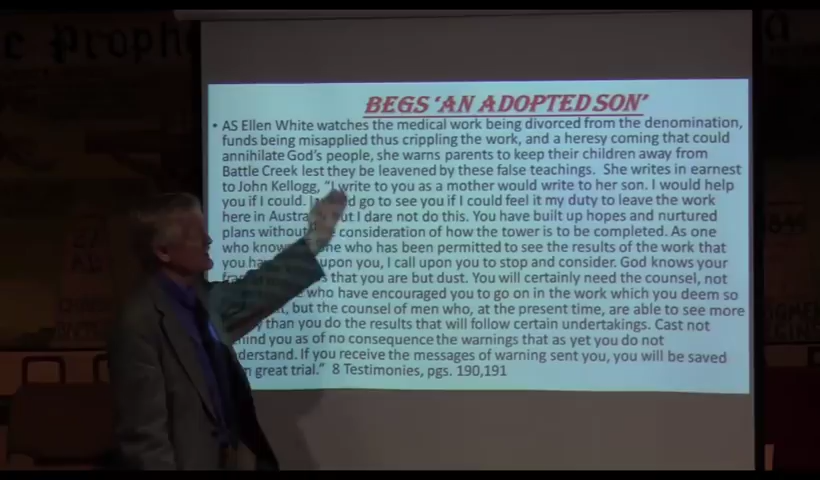 e Proph
a
BEGS 'AN ADOPTED SON'
• AS Ellen White watches the medical work being divorced from the denomination,
funds being misapplied thus crippling the work, and a heresy coming that could
annihilate God's people, she warns parents to keep their children away from
Battle Creek lest they be leavened by these false teachings. She writes in earnest
to John Kellogg, "I write to you as a mother would write to her son. I would help
you if I could. I go to see you if I could feel it my duty to leave the work
here in Austra but I dare not do this. You have built up hopes and nurtured
plans without consideration of how the tower is to be completed. As one
who know ne who has been permitted to see the results of the work that
you ha upon you, I call upon you to stop and consider. God knows your
fra s that you are but dust. You will certainly need the counsel, not
who have encouraged you to go on in the work which you deem so
t, but the counsel of men who, at the present time, are able to see more
y than you do the results that will follow certain undertakings. Cast not
hind you as of no consequence the warnings that as yet you do not
derstand. If you receive the messages of warning sent you, you will be saved
great trial." 8 Testimonies, pgs. 190,191
1844